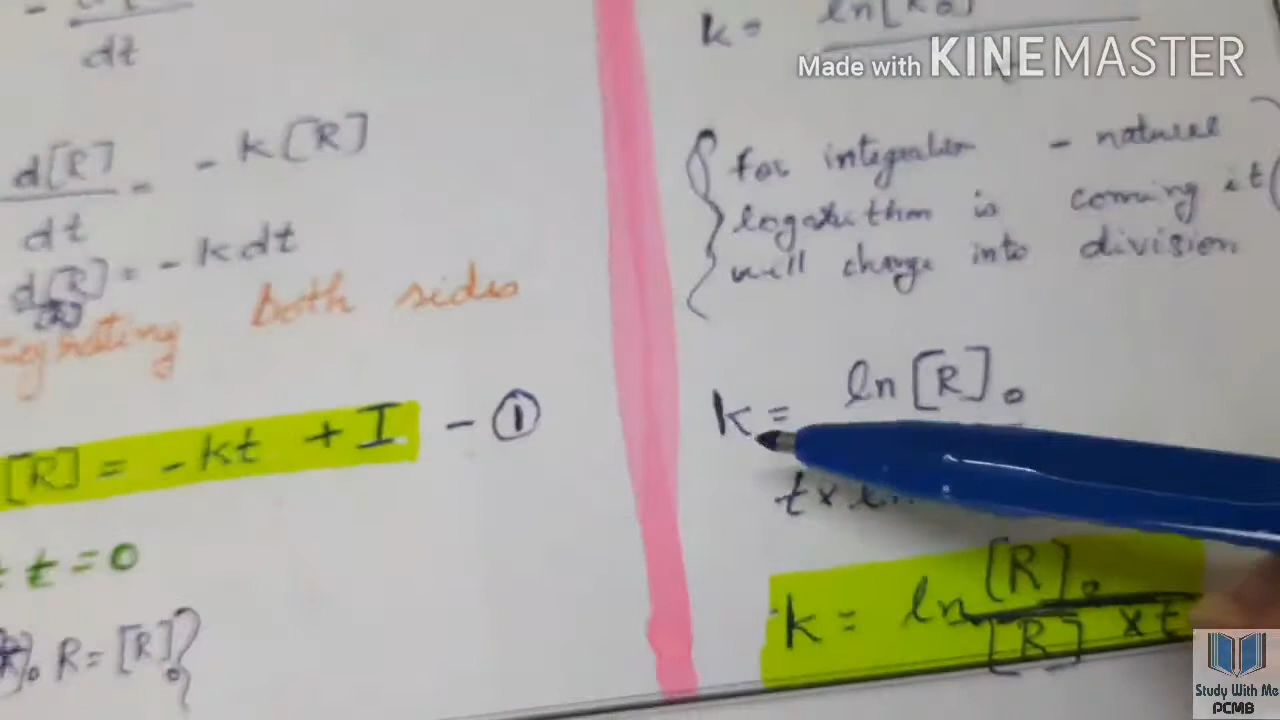 dt
d[R] = - k[R]
dt
d[R] = - kdt
both sides
[R] = - kt + I - ①
t = 0
R = [R]₀}
k =
Made with KINEMASTER
{ For integration - natural
logarithm is coming it
will change into division
k = ln [R]₀
t x
k = ln [R]₀
[R] x t
Study With Me
PCMB